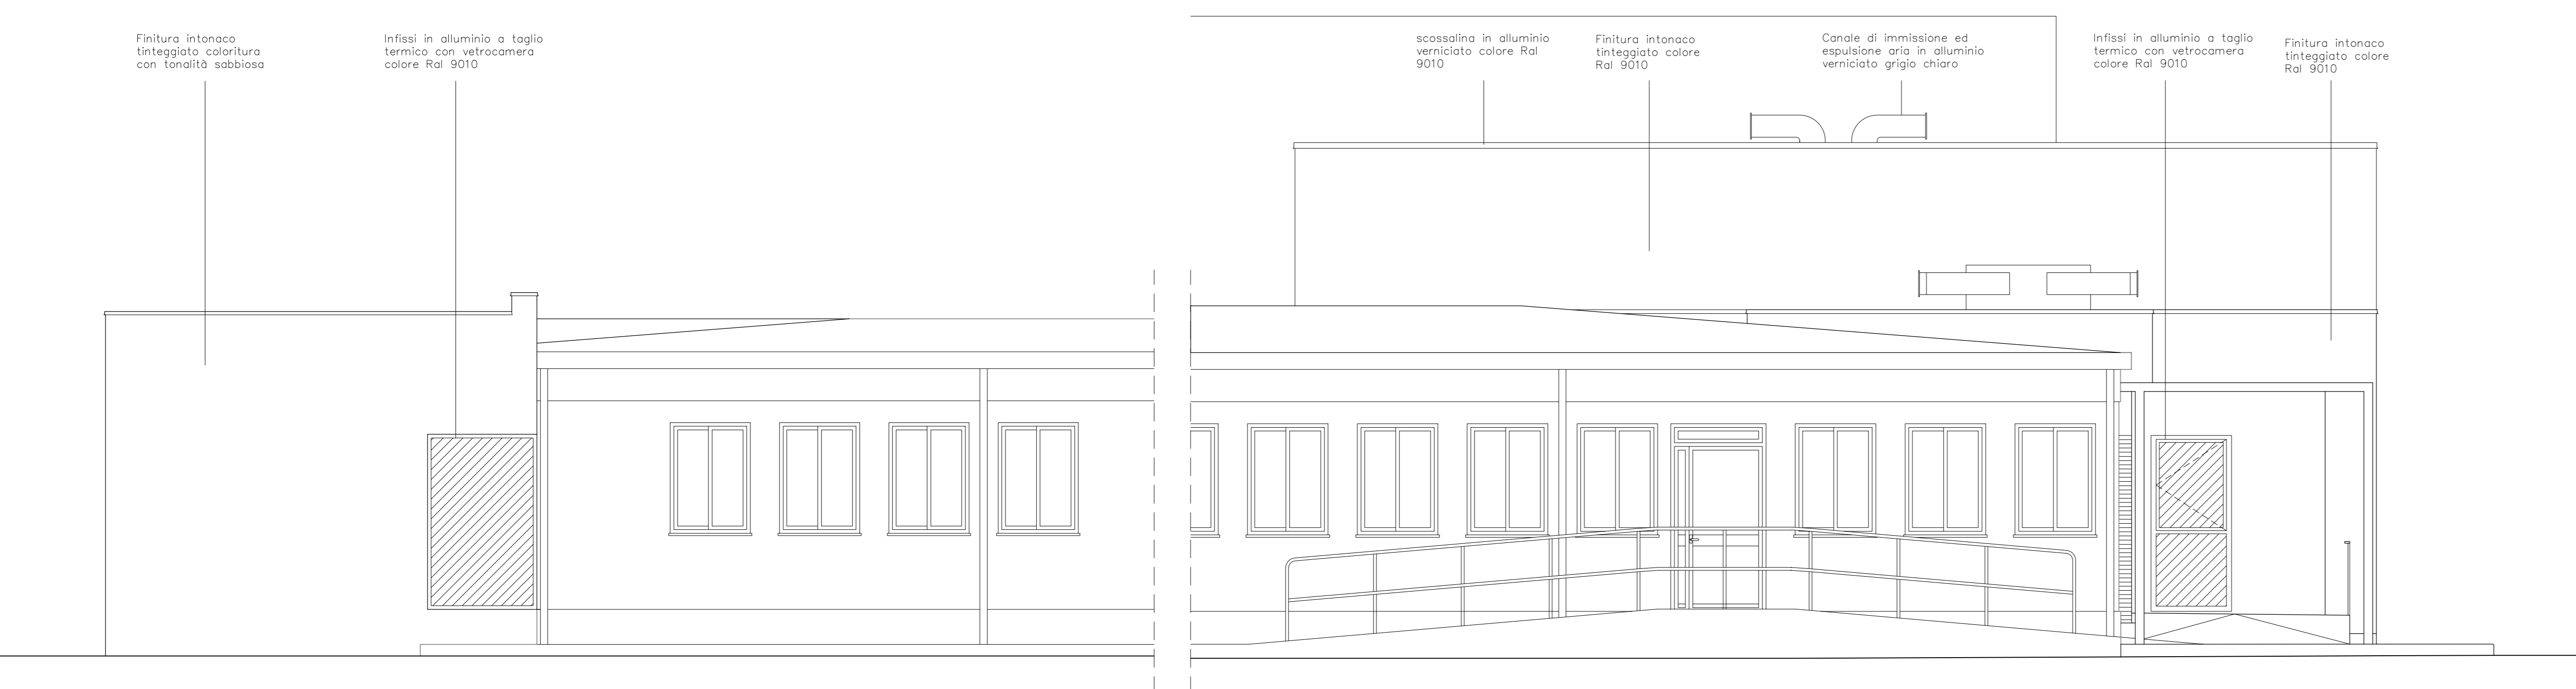 Finitura intonaco
tinteggiato coloritura
con tonalità sabbiosa
Infissi in alluminio a taglio
termico con vetrocamera
colore Ral 9010
scossalina in alluminio
verniciato colore Ral
9010
Finitura intonaco
tinteggiato colore
Ral 9010
Canale di immissione ed
espulsione aria in alluminio
verniciato grigio chiaro
Infissi in alluminio a taglio
termico con vetrocamera
colore Ral 9010
Finitura intonaco
tinteggiato colore
Ral 9010